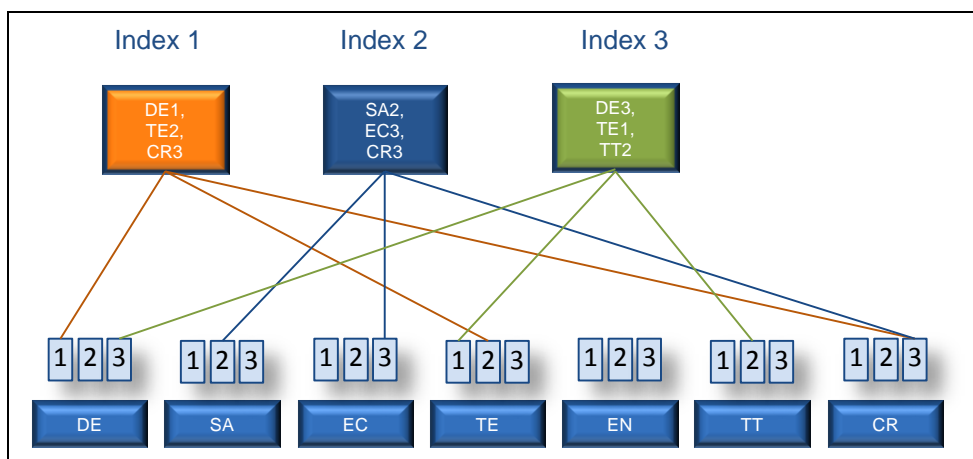 Index 1 Index 2 Index 3
DE1,
TE2,
CR3
SA2,
EC3,
CR3
DE3,
TE1,
TT2
1 2 3 1 2 3 1 2 3 1 2 3 1 2 3 1 2 3 1 2 3
DE SA EC TE EN TT CR